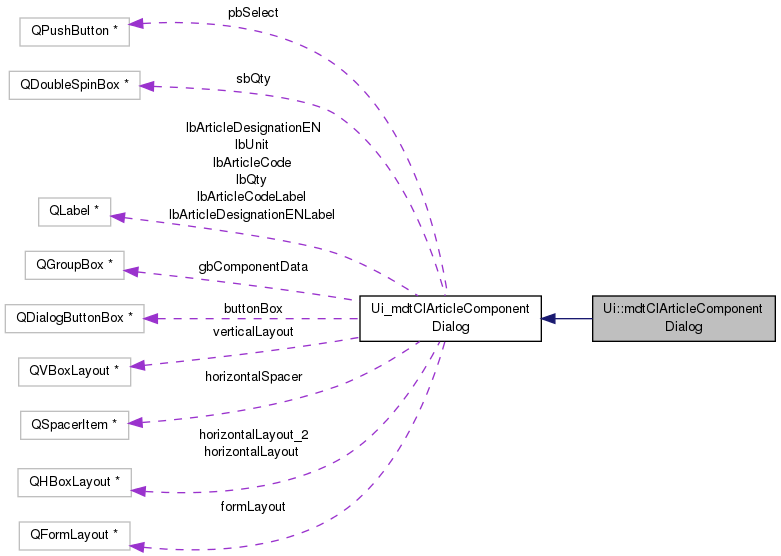 pbSelect
QPushButton *
sbQty
QDoubleSpinBox *
lbArticleDesignationEN
lbUnit
lbArticleCode
lbQty
lbArticleCodeLabel
lbArticleDesignationENLabel
QLabel *
gbComponentData
QGroupBox *
buttonBox
QDialogButtonBox *
verticalLayout
QVBoxLayout *
horizontalSpacer
QSpacerItem *
horizontalLayout_2
horizontalLayout
QHBoxLayout *
formLayout
QFormLayout *
Ui_mdtClArticleComponent
Dialog
Ui::mdtClArticleComponent
Dialog